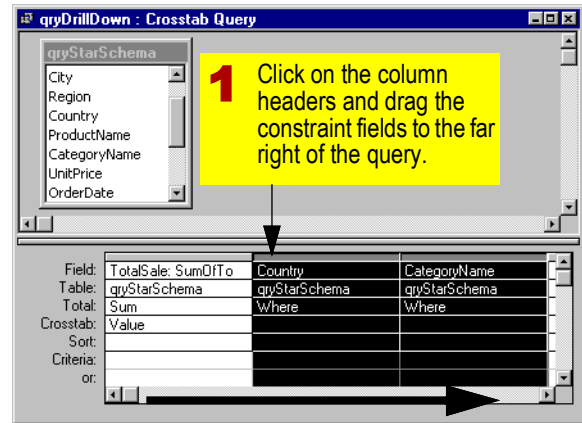 qryDrillDown : Crosstab Query
qryStarSchema
City
Region
Country
ProductName
CategoryName
UnitPrice
OrderDate
1 Click on the column
headers and drag the
constraint fields to the far
right of the query.
Field: TotalSale: SumOfTo Country CategoryName
Table: qryStarSchema qryStarSchema qryStarSchema
Total: Sum Where Where
Crosstab: Value
Sort:
Criteria:
or: